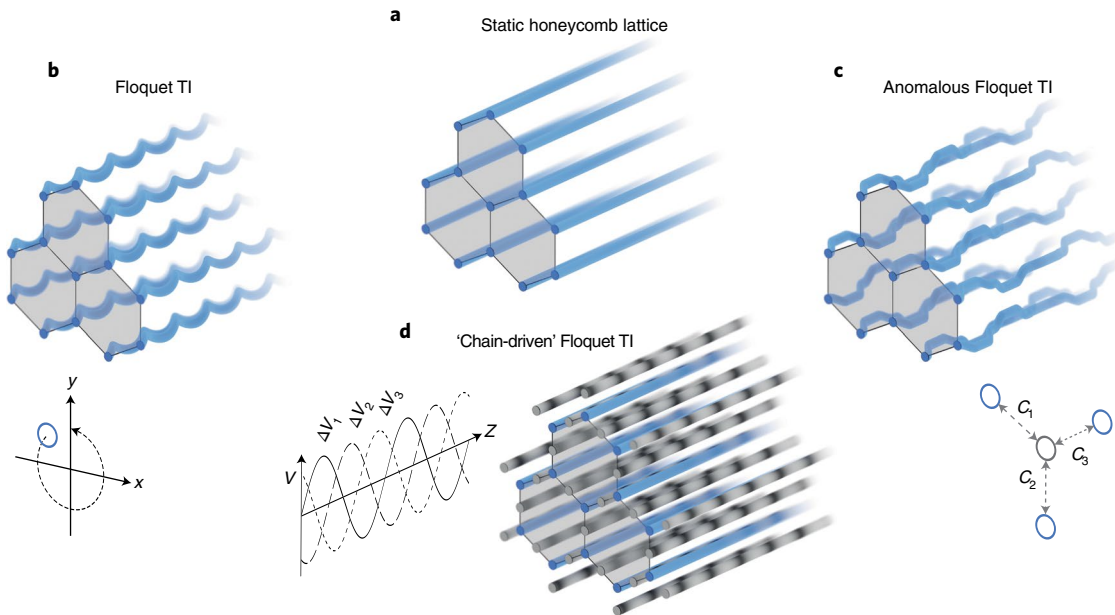 a
Static honeycomb lattice
b
Floquet TI
c
Anomalous Floquet TI
d
'Chain-driven' Floquet TI
y
x
V
ΔV1
ΔV2
ΔV3
Z
C1
C2
C3